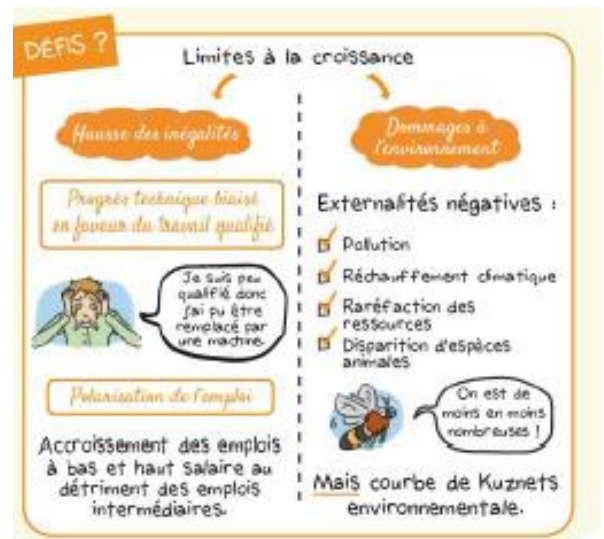 DÉFIS ?
Limites à la croissance
Hausse des inégalités
Progrès technique biaisé
en faveur du travail qualifié
Je suis peu
qualifié donc
j'ai pu être
remplacé par
une machine.
Polarisation de l'emploi
Accroissement des emplois
à bas et haut salaire au
détriment des emplois
intermédiaires.
Dommages à
l'environnement
Externalités négatives :
Pollution
Réchauffement climatique
Raréfaction des
ressources
Disparition d'espèces
animales
On est de
moins en moins
nombreuses !
Mais courbe de Kuznets
environnementale.